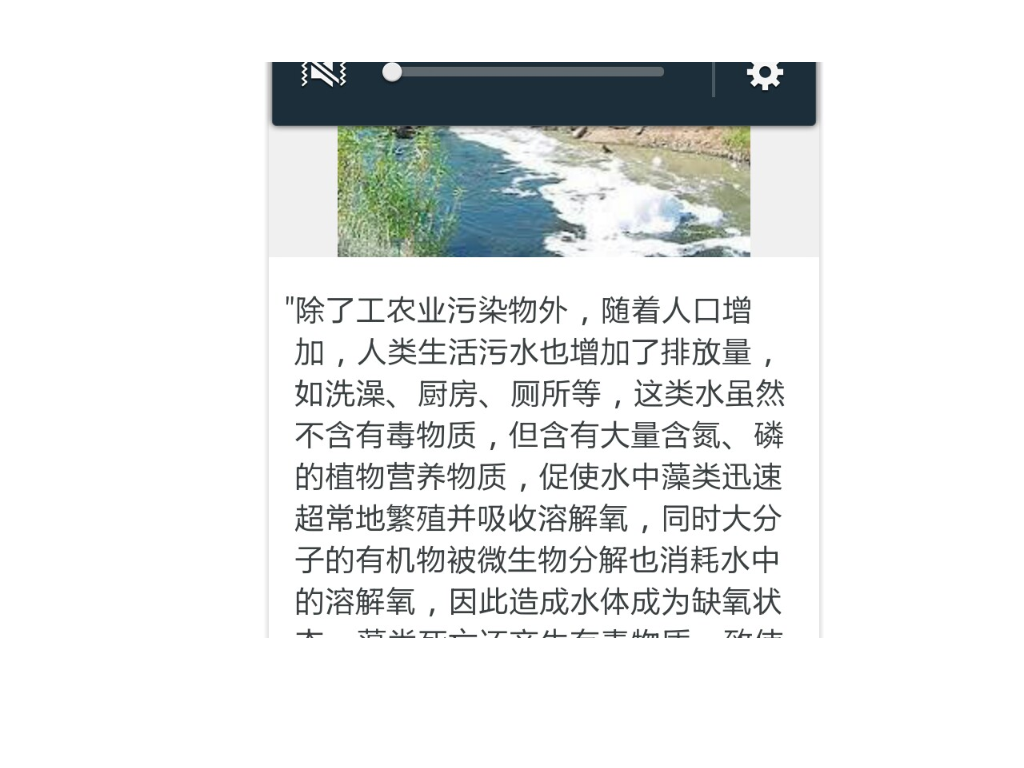 "除了工农业污染物外，随着人口增
加，人类生活污水也增加了排放量，
如洗澡、厨房、厕所等，这类水虽然
不含有毒物质，但含有大量含氮、磷
的植物营养物质，促使水中藻类迅速
超常地繁殖并吸收溶解氧，同时大分
子的有机物被微生物分解也消耗水中
的溶解氧，因此造成水体成为缺氧状